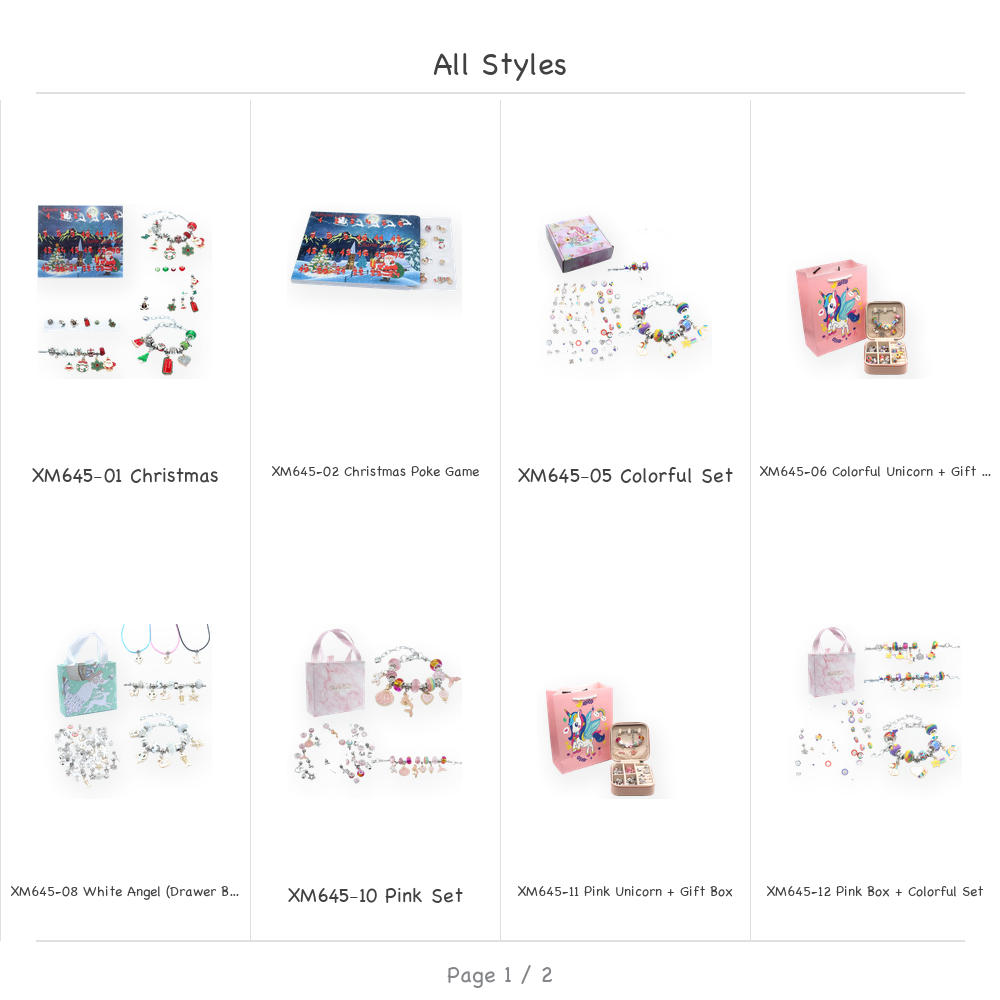 All Styles
XM645-01 Christmas
XM645-02 Christmas Poke Game
XM645-05 Colorful Set
XM645-06 Colorful Unicorn + Gift ...
XM645-08 White Angel (Drawer B...
XM645-10 Pink Set
XM645-11 Pink Unicorn + Gift Box
XM645-12 Pink Box + Colorful Set
Page 1 / 2